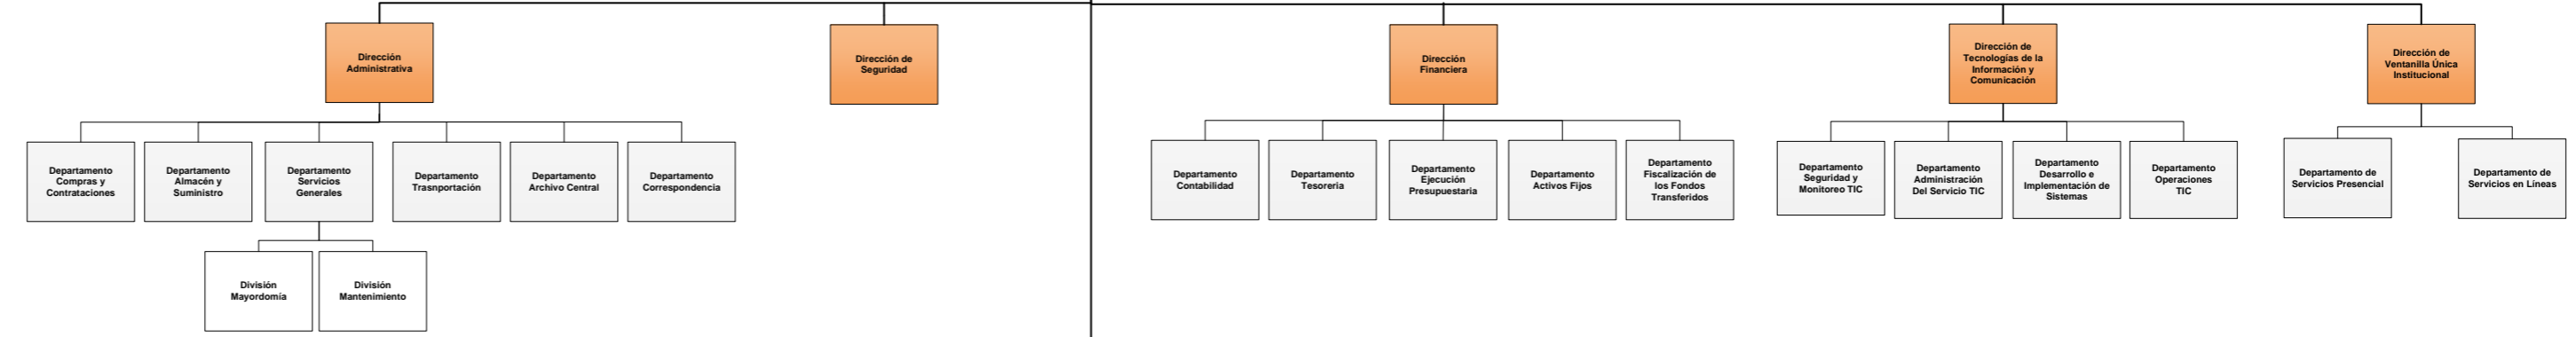 Dirección
Administrativa
Dirección de
Seguridad
Dirección
Financiera
Dirección de
Tecnologías de la
Información y
Comunicación
Dirección de
Ventanilla Única
Institucional
Departamento
Compras y
Contrataciones
Departamento
Almacén y
Suministro
Departamento
Servicios
Generales
Departamento
Trasnportación
Departamento
Archivo Central
Departamento
Correspondencia
Departamento
Contabilidad
Departamento
Tesoreria
Departamento
Ejecución
Presupuestaria
Departamento
Activos Fijos
Departamento
Fiscalización de
los Fondos
Transferidos
Departamento
Seguridad y
Monitoreo TIC
Departamento
Administración
Del Servicio TIC
Departamento
Desarrollo e
Implementación de
Sistemas
Departamento
Operaciones
TIC
Departamento de
Servicios Presencial
Departamento de
Servicios en Líneas
División
Mayordomía
División
Mantenimiento